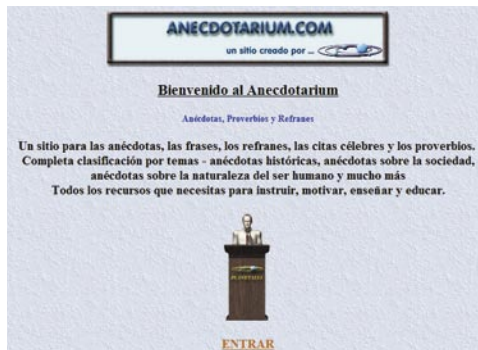 ANECDOTARIUM.COM
un sitio creado por ...
Bienvenido al Anecdotarium
Anécdotas, Proverbios y Refranes
Un sitio para las anécdotas, las frases, los refranes, las citas célebres y los proverbios.
Completa clasificación por temas - anécdotas históricas, anécdotas sobre la sociedad,
anécdotas sobre la naturaleza del ser humano y mucho más
Todos los recursos que necesitas para instruir, motivar, enseñar y educar.
ENTRAR